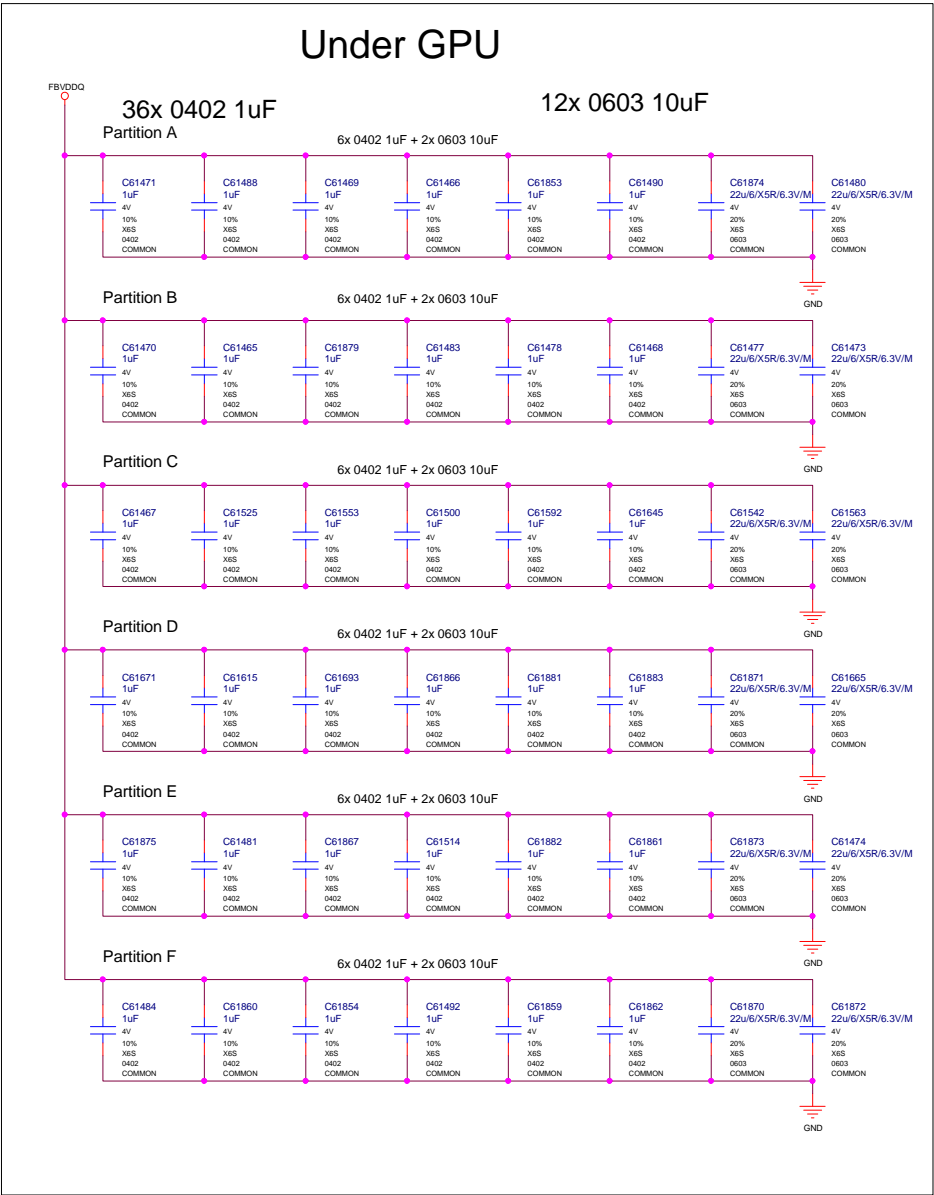 Under GPU
FBVDDQ
36x 0402 1uF
12x 0603 10uF
Partition A
6x 0402 1uF + 2x 0603 10uF
C61471 C61488 C61469 C61466 C61853 C61490 C61874 C61480
1uF 1uF 1uF 1uF 1uF 1uF 22u/6/X5R/6.3V/M 22u/6/X5R/6.3V/M
4V 4V 4V 4V 4V 4V 4V 4V
10% 10% 10% 10% 10% 10% 20% 20%
X6S X6S X6S X6S X6S X6S X6S X6S
0402 0402 0402 0402 0402 0402 0603 0603
COMMON COMMON COMMON COMMON COMMON COMMON COMMON COMMON
GND
Partition B
6x 0402 1uF + 2x 0603 10uF
C61470 C61465 C61879 C61483 C61478 C61468 C61477 C61473
1uF 1uF 1uF 1uF 1uF 1uF 22u/6/X5R/6.3V/M 22u/6/X5R/6.3V/M
4V 4V 4V 4V 4V 4V 4V 4V
10% 10% 10% 10% 10% 10% 20% 20%
X6S X6S X6S X6S X6S X6S X6S X6S
0402 0402 0402 0402 0402 0402 0603 0603
COMMON COMMON COMMON COMMON COMMON COMMON COMMON COMMON
GND
Partition C
6x 0402 1uF + 2x 0603 10uF
C61467 C61525 C61553 C61500 C61592 C61645 C61542 C61563
1uF 1uF 1uF 1uF 1uF 1uF 22u/6/X5R/6.3V/M 22u/6/X5R/6.3V/M
4V 4V 4V 4V 4V 4V 4V 4V
10% 10% 10% 10% 10% 10% 20% 20%
X6S X6S X6S X6S X6S X6S X6S X6S
0402 0402 0402 0402 0402 0402 0603 0603
COMMON COMMON COMMON COMMON COMMON COMMON COMMON COMMON
GND
Partition D
6x 0402 1uF + 2x 0603 10uF
C61671 C61615 C61693 C61866 C61881 C61883 C61871 C61665
1uF 1uF 1uF 1uF 1uF 1uF 22u/6/X5R/6.3V/M 22u/6/X5R/6.3V/M
4V 4V 4V 4V 4V 4V 4V 4V
10% 10% 10% 10% 10% 10% 20% 20%
X6S X6S X6S X6S X6S X6S X6S X6S
0402 0402 0402 0402 0402 0402 0603 0603
COMMON COMMON COMMON COMMON COMMON COMMON COMMON COMMON
GND
Partition E
6x 0402 1uF + 2x 0603 10uF
C61875 C61481 C61867 C61514 C61882 C61861 C61873 C61474
1uF 1uF 1uF 1uF 1uF 1uF 22u/6/X5R/6.3V/M 22u/6/X5R/6.3V/M
4V 4V 4V 4V 4V 4V 4V 4V
10% 10% 10% 10% 10% 10% 20% 20%
X6S X6S X6S X6S X6S X6S X6S X6S
0402 0402 0402 0402 0402 0402 0603 0603
COMMON COMMON COMMON COMMON COMMON COMMON COMMON COMMON
GND
Partition F
6x 0402 1uF + 2x 0603 10uF
C61484 C61860 C61854 C61492 C61859 C61862 C61870 C61872
1uF 1uF 1uF 1uF 1uF 1uF 22u/6/X5R/6.3V/M 22u/6/X5R/6.3V/M
4V 4V 4V 4V 4V 4V 4V 4V
10% 10% 10% 10% 10% 10% 20% 20%
X6S X6S X6S X6S X6S X6S X6S X6S
0402 0402 0402 0402 0402 0402 0603 0603
COMMON COMMON COMMON COMMON COMMON COMMON COMMON COMMON
GND